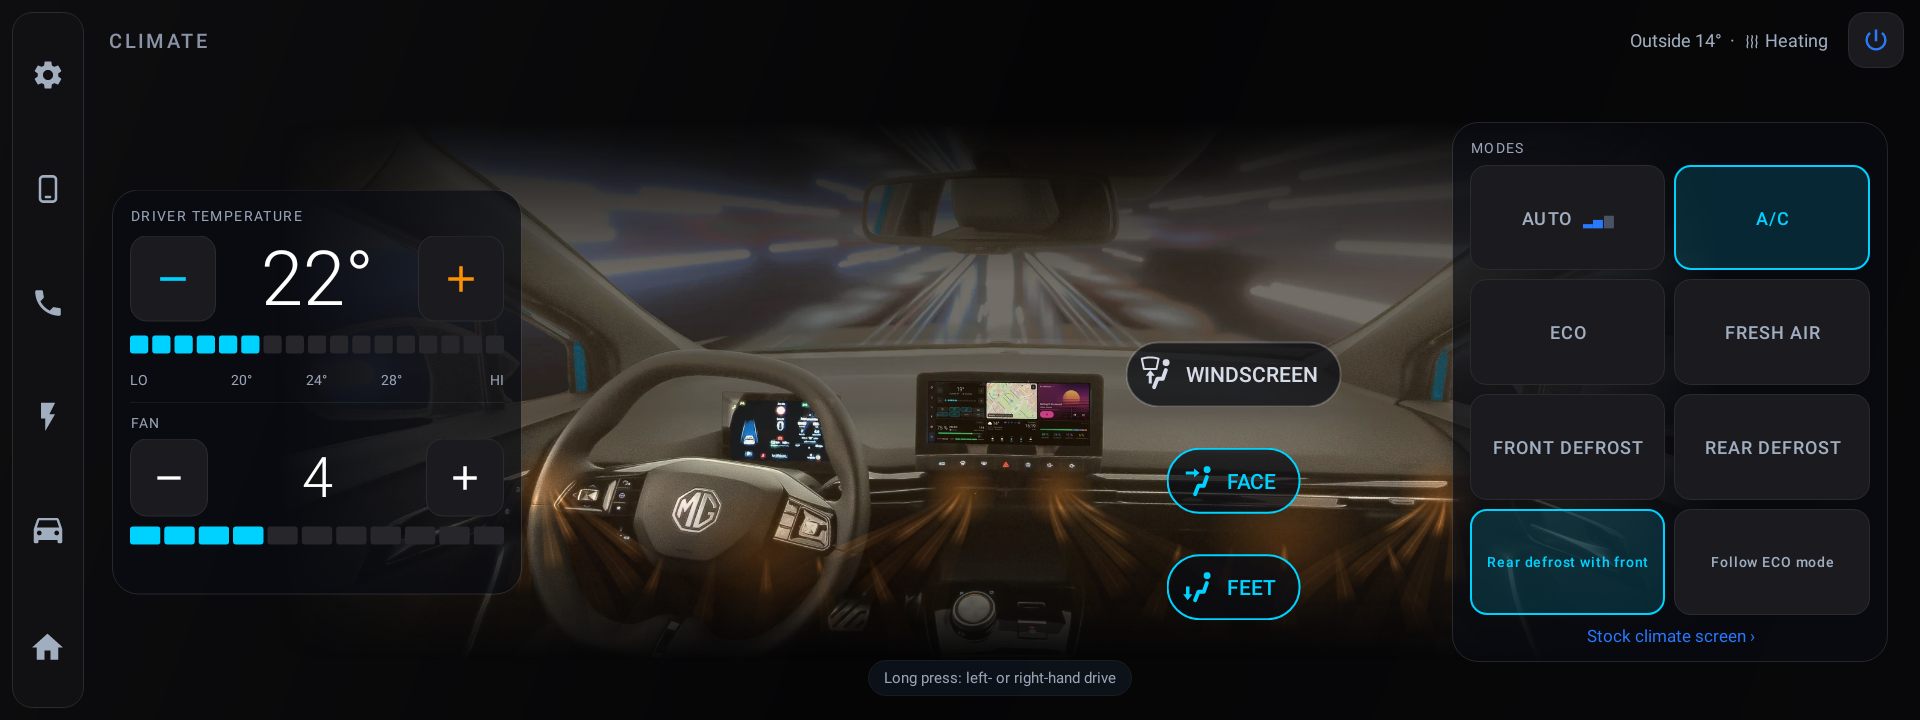 CLIMATE
Outside 14° · Heating
DRIVER TEMPERATURE
22°
LO 20° 24° 28° HI
FAN
4
WINDSCREEN
FACE
FEET
MG
MODES
AUTO
A/C
ECO
FRESH AIR
FRONT DEFROST
REAR DEFROST
Rear defrost with front
Follow ECO mode
Stock climate screen ›
Long press: left- or right-hand drive